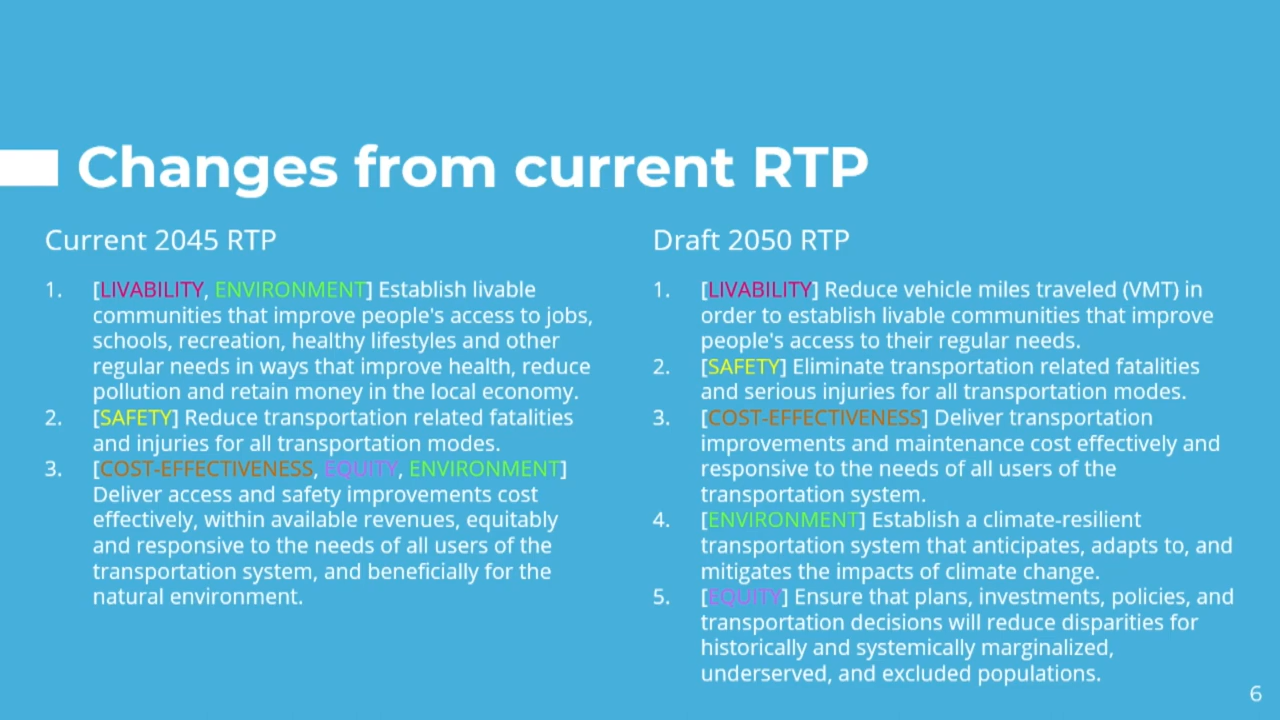 Changes from current RTP
Current 2045 RTP
1. [LIVABILITY, ENVIRONMENT] Establish livable
communities that improve people's access to jobs,
schools, recreation, healthy lifestyles and other
regular needs in ways that improve health, reduce
pollution and retain money in the local economy.
2. [SAFETY] Reduce transportation related fatalities
and injuries for all transportation modes.
3. [COST-EFFECTIVENESS, EQUITY, ENVIRONMENT]
Deliver access and safety improvements cost
effectively, within available revenues, equitably
and responsive to the needs of all users of the
transportation system, and beneficially for the
natural environment.
Draft 2050 RTP
1. [LIVABILITY] Reduce vehicle miles traveled (VMT) in
order to establish livable communities that improve
people's access to their regular needs.
2. [SAFETY] Eliminate transportation related fatalities
and serious injuries for all transportation modes.
3. [COST-EFFECTIVENESS] Deliver transportation
improvements and maintenance cost effectively and
responsive to the needs of all users of the
transportation system.
4. [ENVIRONMENT] Establish a climate-resilient
transportation system that anticipates, adapts to, and
mitigates the impacts of climate change.
5. [EQUITY] Ensure that plans, investments, policies, and
transportation decisions will reduce disparities for
historically and systemically marginalized,
underserved, and excluded populations.
6